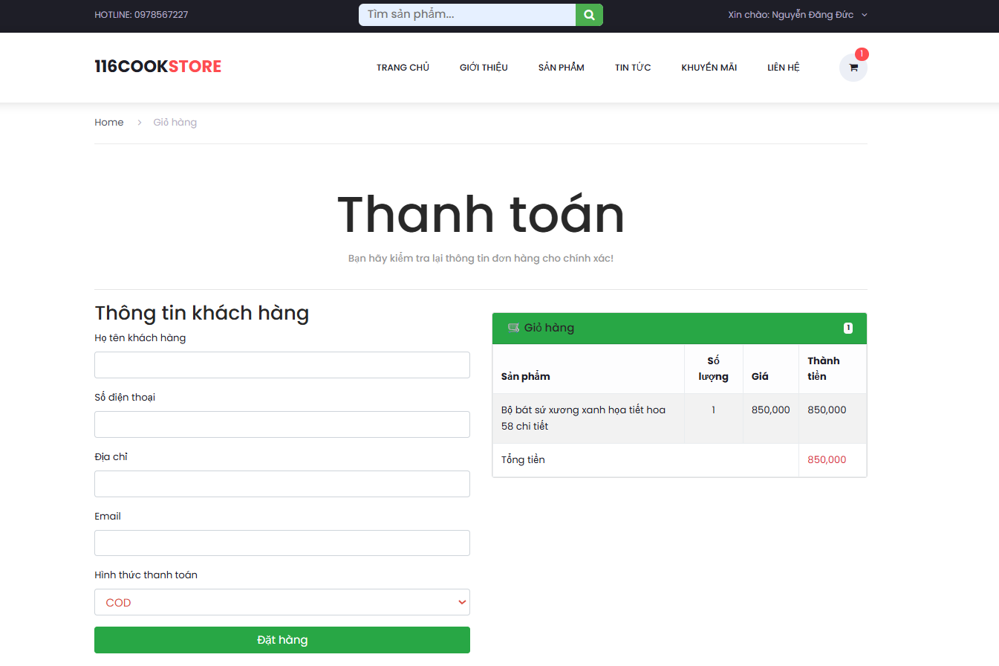 HOTLINE: 0978567227
Tìm sản phẩm...
Xin chào: Nguyễn Đăng Đức
116COOKSTORE
TRANG CHỦ
GIỚI THIỆU
SẢN PHẨM
TIN TỨC
KHUYẾN MÃI
LIÊN HỆ
1
Home
Giỏ hàng
Thanh toán
Bạn hãy kiểm tra lại thông tin đơn hàng cho chính xác!
Thông tin khách hàng
Họ tên khách hàng
Số điện thoại
Địa chỉ
Email
Hình thức thanh toán
COD
Đặt hàng
Giỏ hàng
1
Sản phẩm
Số
lượng
Giá
Thành
tiền
Bộ bát sứ xương xanh họa tiết hoa
58 chi tiết
1
850,000
850,000
Tổng tiền
850,000